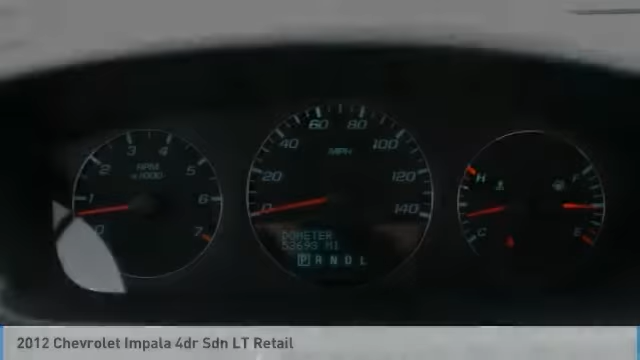 1 2 3 4 5 6 7 0
RPM
x1000
0 20 40 60 80 100 120 140
MPH
ODOMETER
53693 MI
P R N D L
H C
F E
2012 Chevrolet Impala 4dr Sdn LT Retail